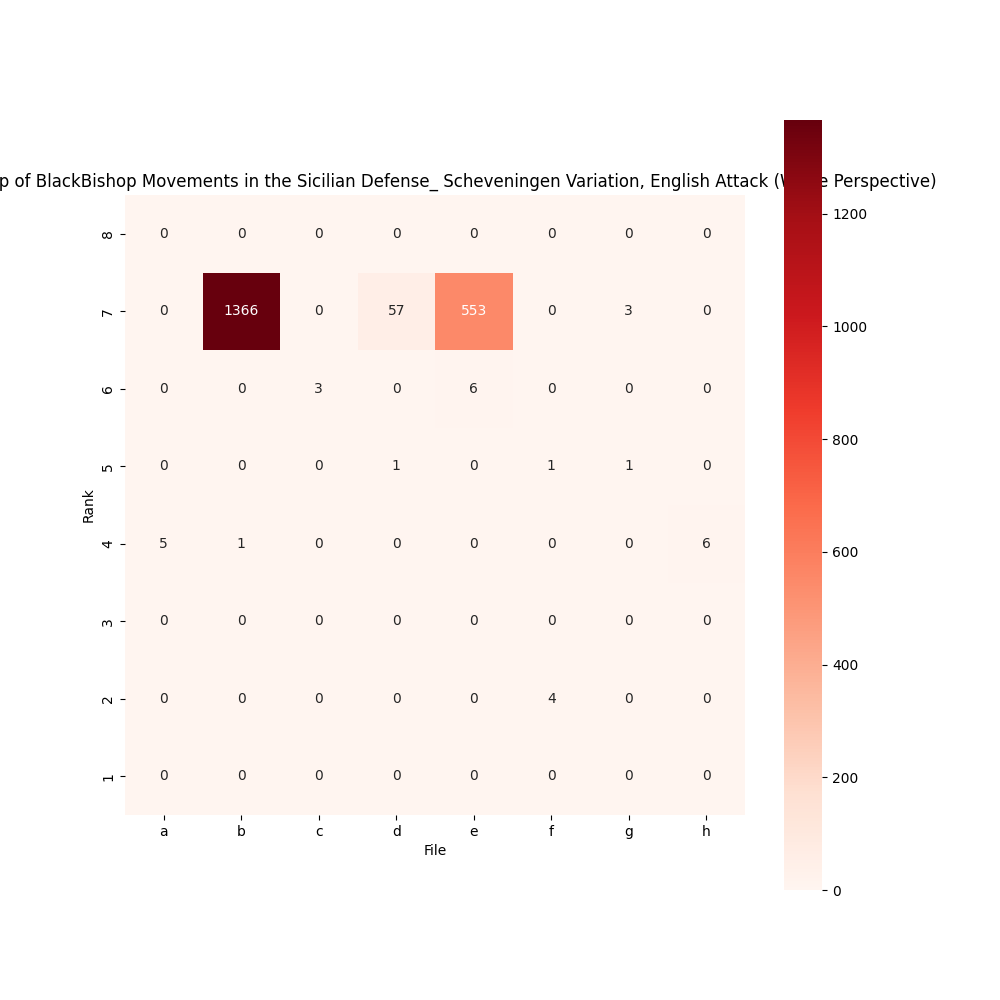 p of BlackBishop Movements in the Sicilian Defense_ Scheveningen Variation, English Attack (W e Perspective)
8 0 0 0 0 0 0 0 0
7 0 1366 0 57 553 0 3 0
6 0 0 3 0 6 0 0 0
5 0 0 0 1 0 1 1 0
4 5 1 0 0 0 0 0 6
3 0 0 0 0 0 0 0 0
2 0 0 0 0 0 4 0 0
1 0 0 0 0 0 0 0 0
a b c d e f g h
File
Rank
1200
1000
800
600
400
200
0